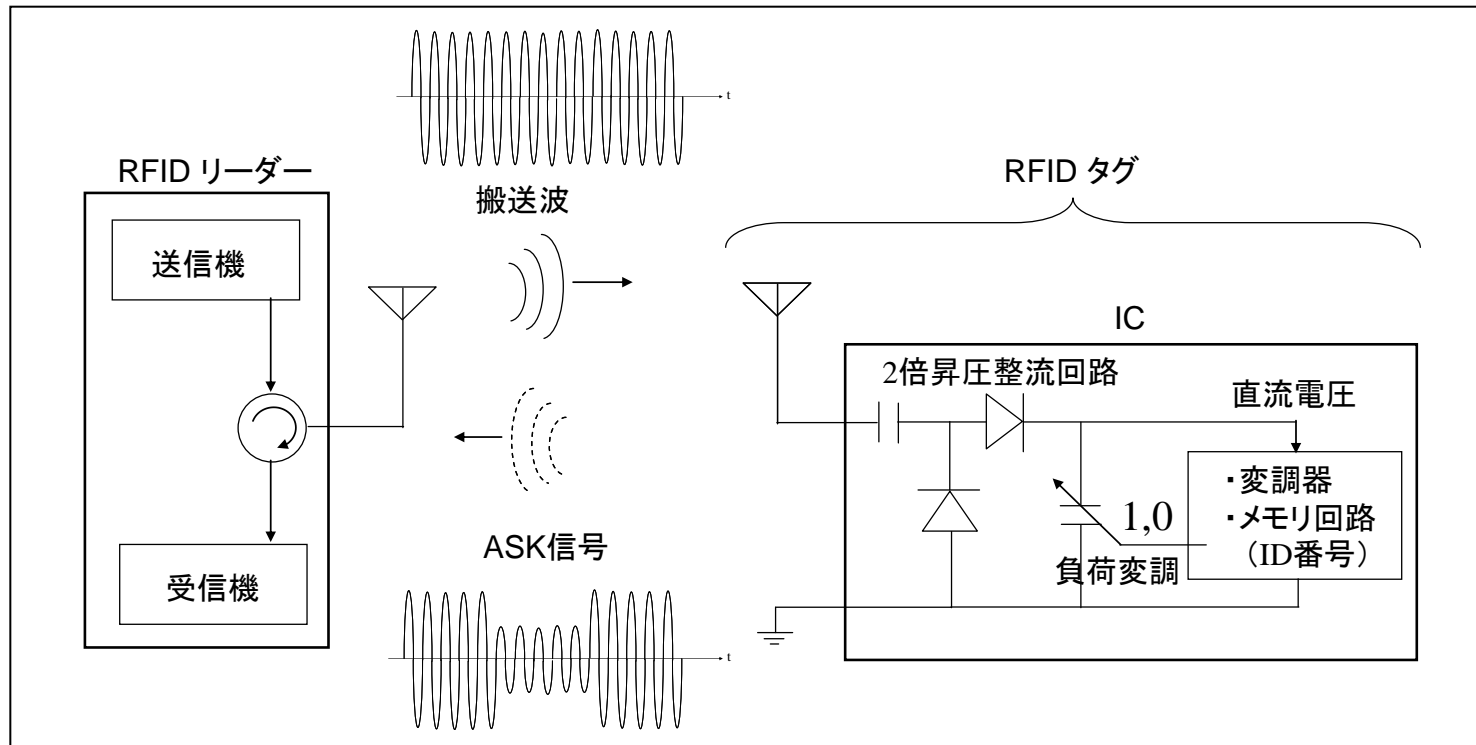 t
RFID リーダー
搬送波
RFID タグ
送信機
IC
2倍昇圧整流回路
直流電圧
・変調器
・メモリ回路
（ID番号）
1,0
負荷変調
ASK信号
受信機
t